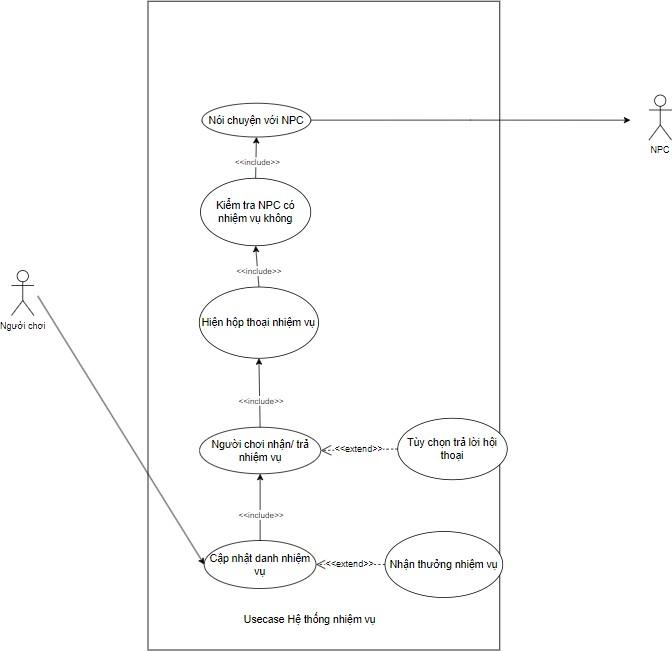 Nói chuyện với NPC
NPC
<<include>>
Kiểm tra NPC có
nhiệm vụ không
<<include>>
Người chơi
Hiện hộp thoại nhiệm vụ
<<include>>
Người chơi nhận/ trả
nhiệm vụ
<<extend>>
Tùy chọn trả lời hội
thoại
<<include>>
Cập nhật danh nhiệm
vụ
<<extend>>
Nhận thưởng nhiệm vụ
Usecase Hệ thống nhiệm vụ